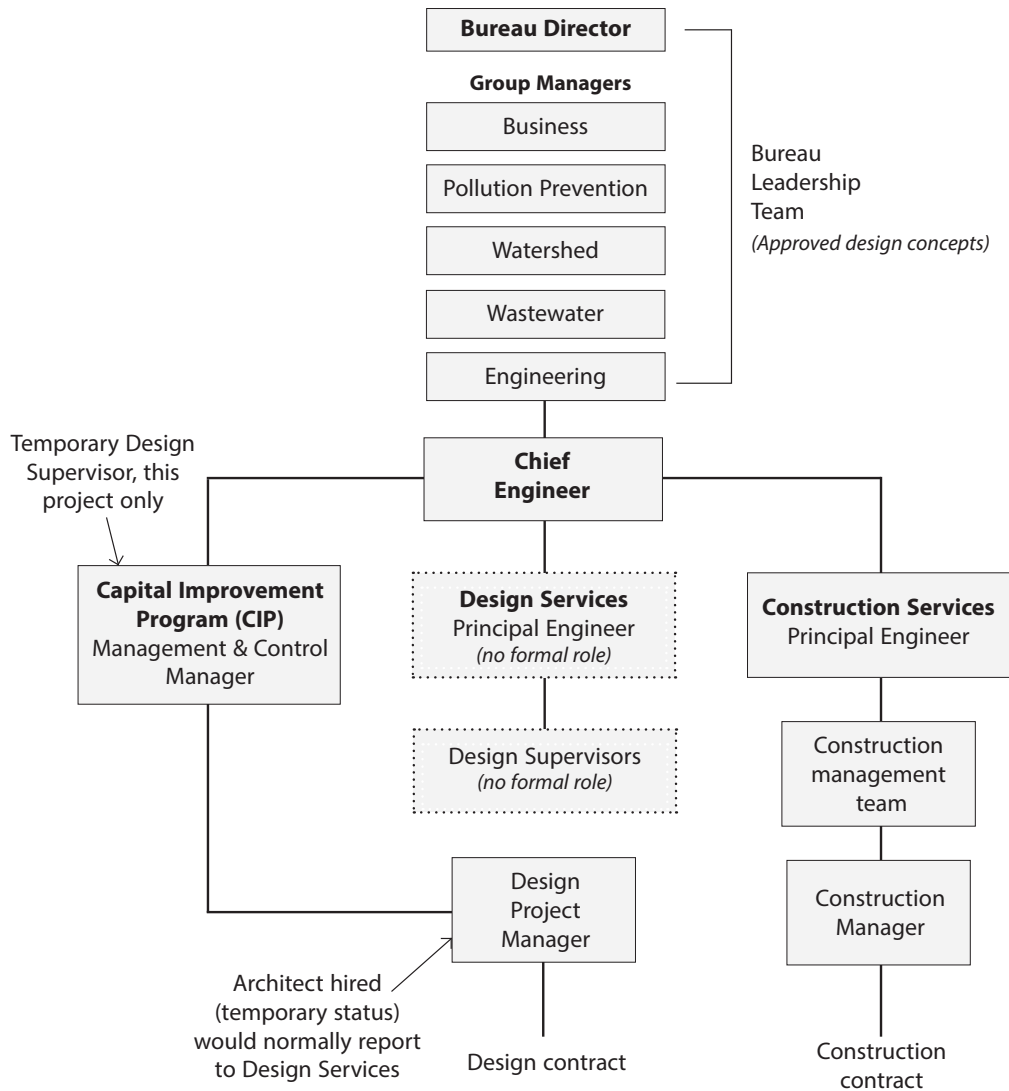 Bureau Director
Group Managers
Business
Pollution Prevention
Watershed
Wastewater
Engineering
Bureau
Leadership
Team
(Approved design concepts)
Chief
Engineer
Temporary Design
Supervisor, this
project only
Capital Improvement
Program (CIP)
Management & Control
Manager
Design Services
Principal Engineer
(no formal role)
Construction Services
Principal Engineer
Design Supervisors
(no formal role)
Construction
management
team
Design
Project
Manager
Construction
Manager
Architect hired
(temporary status)
would normally report
to Design Services
Design contract
Construction
contract